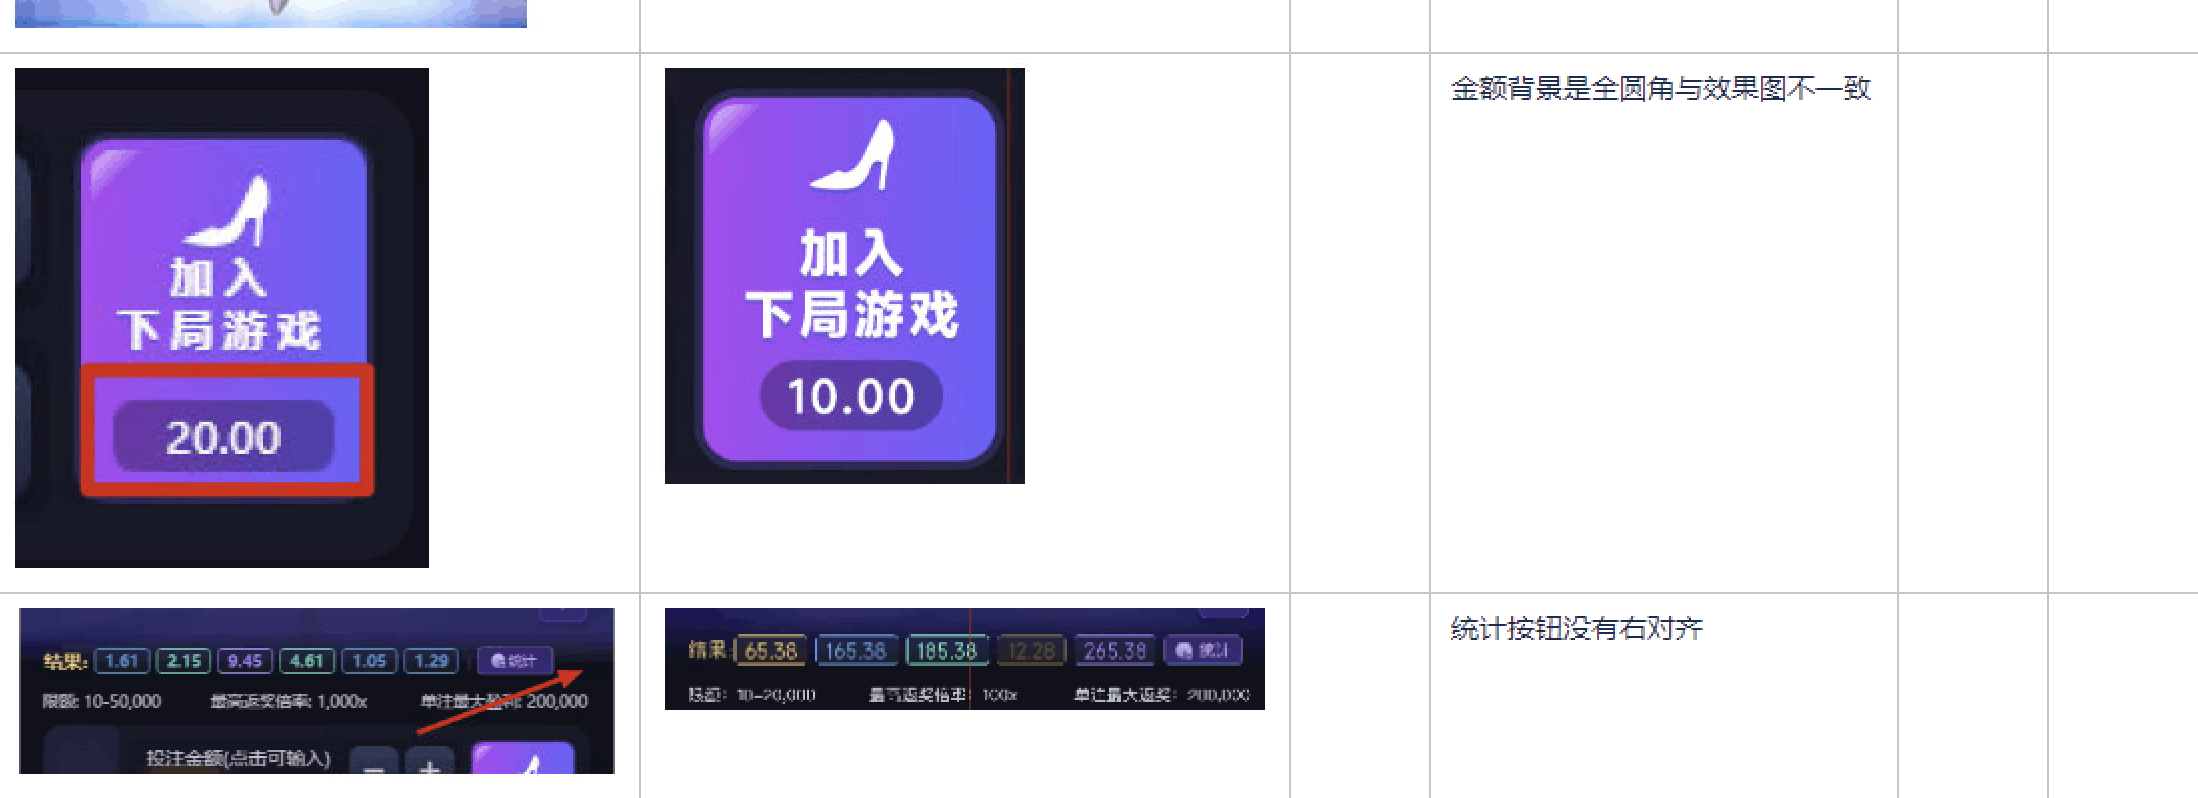 加入
下局游戏
20.00
加入
下局游戏
10.00
金额背景是全圆角与效果图不一致
结果: 1.61 2.15 9.45 4.61 1.05 1.29 统计
限额: 10-50,000 最高返奖倍率: 1,000x 单注最大盈利: 200,000
投注金额(点击可输入) − +
结果 65.38 165.38 185.38 12.28 265.38 统计
限额: 10-20,000 最高返奖倍率: 100x 单注最大返奖: 200,000
统计按钮没有右对齐